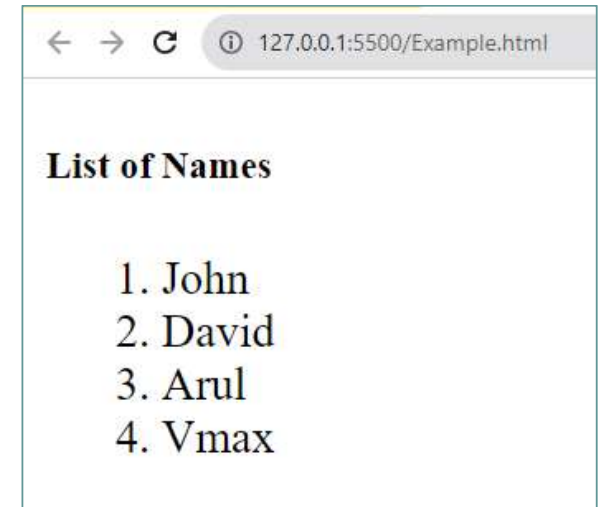 127.0.0.1:5500/Example.html
List of Names
1. John
2. David
3. Arul
4. Vmax